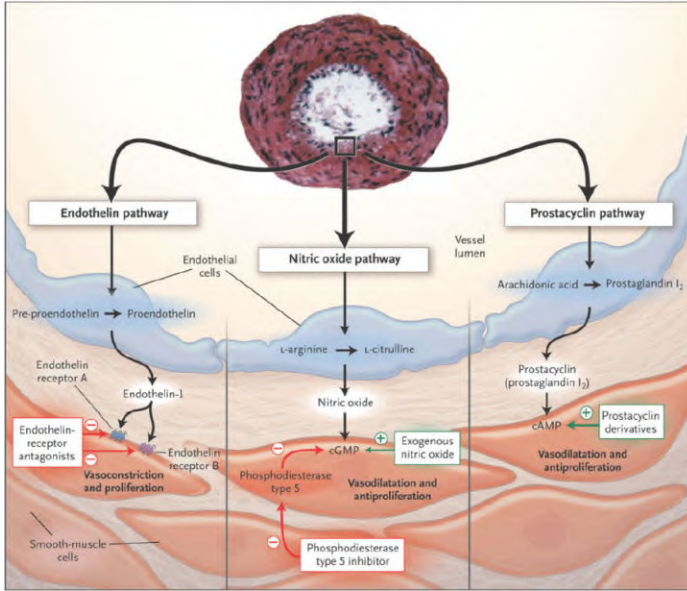 Endothelin pathway
Nitric oxide pathway
Prostacyclin pathway
Vessel
lumen
Endothelial
cells
Pre-proendothelin
Proendothelin
L-arginine
L-citrulline
Arachidonic acid
Prostaglandin I2
Endothelin
receptor A
Endothelin-1
Nitric oxide
Prostacyclin
(prostaglandin I2)
Endothelin-
receptor
antagonists
−
−
Endothelin
receptor B
Vasoconstriction
and proliferation
−
cGMP
+
Exogenous
nitric oxide
Phosphodiesterase
type 5
Vasodilatation and
antiproliferation
cAMP
+
Prostacyclin
derivatives
Vasodilatation and
antiproliferation
Smooth-muscle
cells
−
Phosphodiesterase
type 5 inhibitor